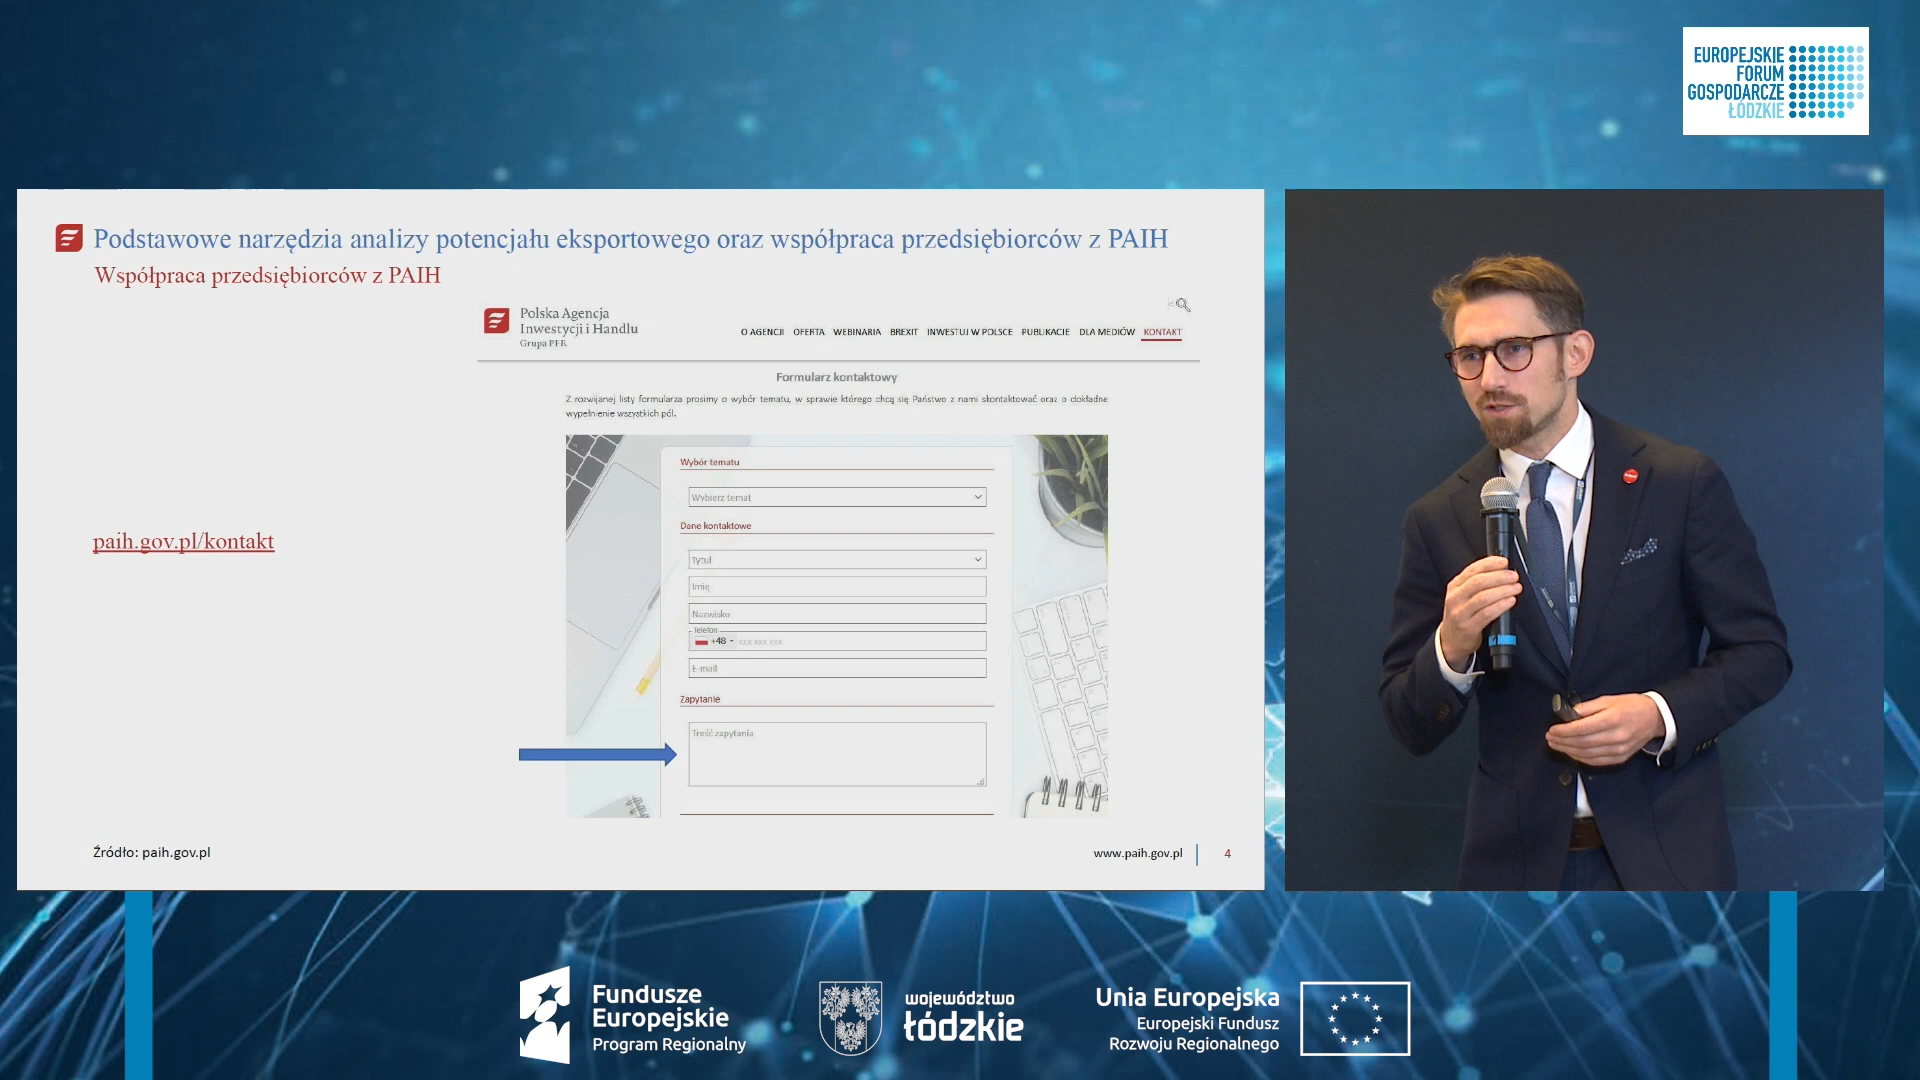 EUROPEJSKIE
FORUM
GOSPODARCZE
ŁÓDZKIE
Podstawowe narzędzia analizy potencjału eksportowego oraz współpraca przedsiębiorców z PAIH
Współpraca przedsiębiorców z PAIH
Polska Agencja
Inwestycji i Handlu
Grupa PFR
O AGENCJI OFERTA WEBINARIA BREXIT INWESTUJ W POLSCE PUBLIKACJE DLA MEDIÓW KONTAKT
Formularz kontaktowy
Z rozwijanej listy formularza prosimy o wybór tematu, w sprawie którego chcą się Państwo z nami skontaktować oraz o dokładne
wypełnienie wszystkich pól.
Wybór tematu
Wybierz temat
Dane kontaktowe
Tytuł
Imię
Nazwisko
Telefon
+48 xxx xxx xxx
E-mail
Zapytanie
Treść zapytania
paih.gov.pl/kontakt
Źródło: paih.gov.pl
www.paih.gov.pl 4
Fundusze
Europejskie
Program Regionalny
województwo
łódzkie
Unia Europejska
Europejski Fundusz
Rozwoju Regionalnego